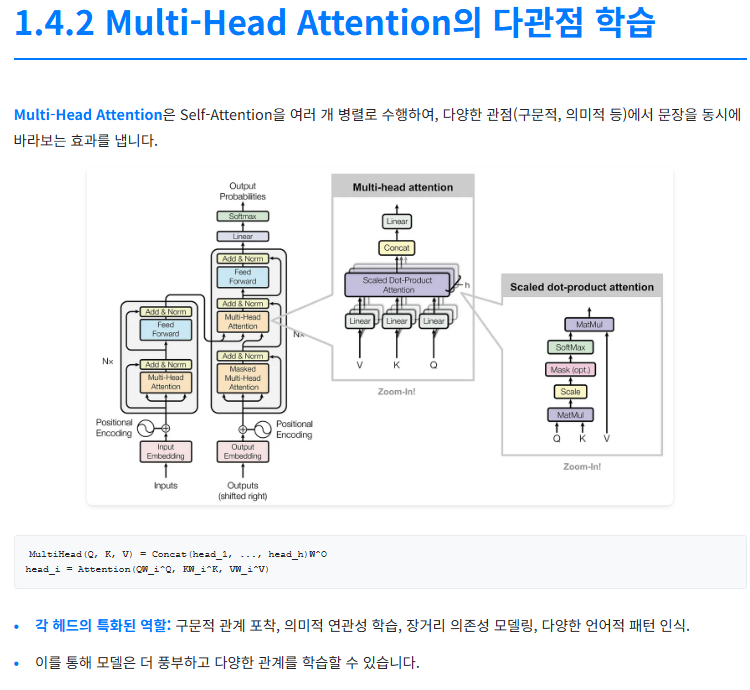 1.4.2 Multi-Head Attention의 다관점 학습
Multi-Head Attention은 Self-Attention을 여러 개 병렬로 수행하여, 다양한 관점(구문적, 의미적 등)에서 문장을 동시에
바라보는 효과를 냅니다.
Output
Probabilities
Softmax
Linear
Add & Norm
Feed
Forward
Add & Norm
Multi-Head
Attention
Add & Norm
Masked
Multi-Head
Attention
Nx
Add & Norm
Feed
Forward
Add & Norm
Multi-Head
Attention
Nx
Positional
Encoding
Positional
Encoding
Input
Embedding
Output
Embedding
Inputs
Outputs
(shifted right)
Multi-head attention
Linear
Concat
Scaled Dot-Product
Attention
h
Linear
Linear
Linear
V
K
Q
Zoom-In!
Scaled dot-product attention
MatMul
SoftMax
Mask (opt.)
Scale
MatMul
Q
K
V
Zoom-In!
MultiHead(Q, K, V) = Concat(head_1, ..., head_h)W^O
head_i = Attention(QW_i^Q, KW_i^K, VW_i^V)
• 각 헤드의 특화된 역할: 구문적 관계 포착, 의미적 연관성 학습, 장거리 의존성 모델링, 다양한 언어적 패턴 인식.
• 이를 통해 모델은 더 풍부하고 다양한 관계를 학습할 수 있습니다.